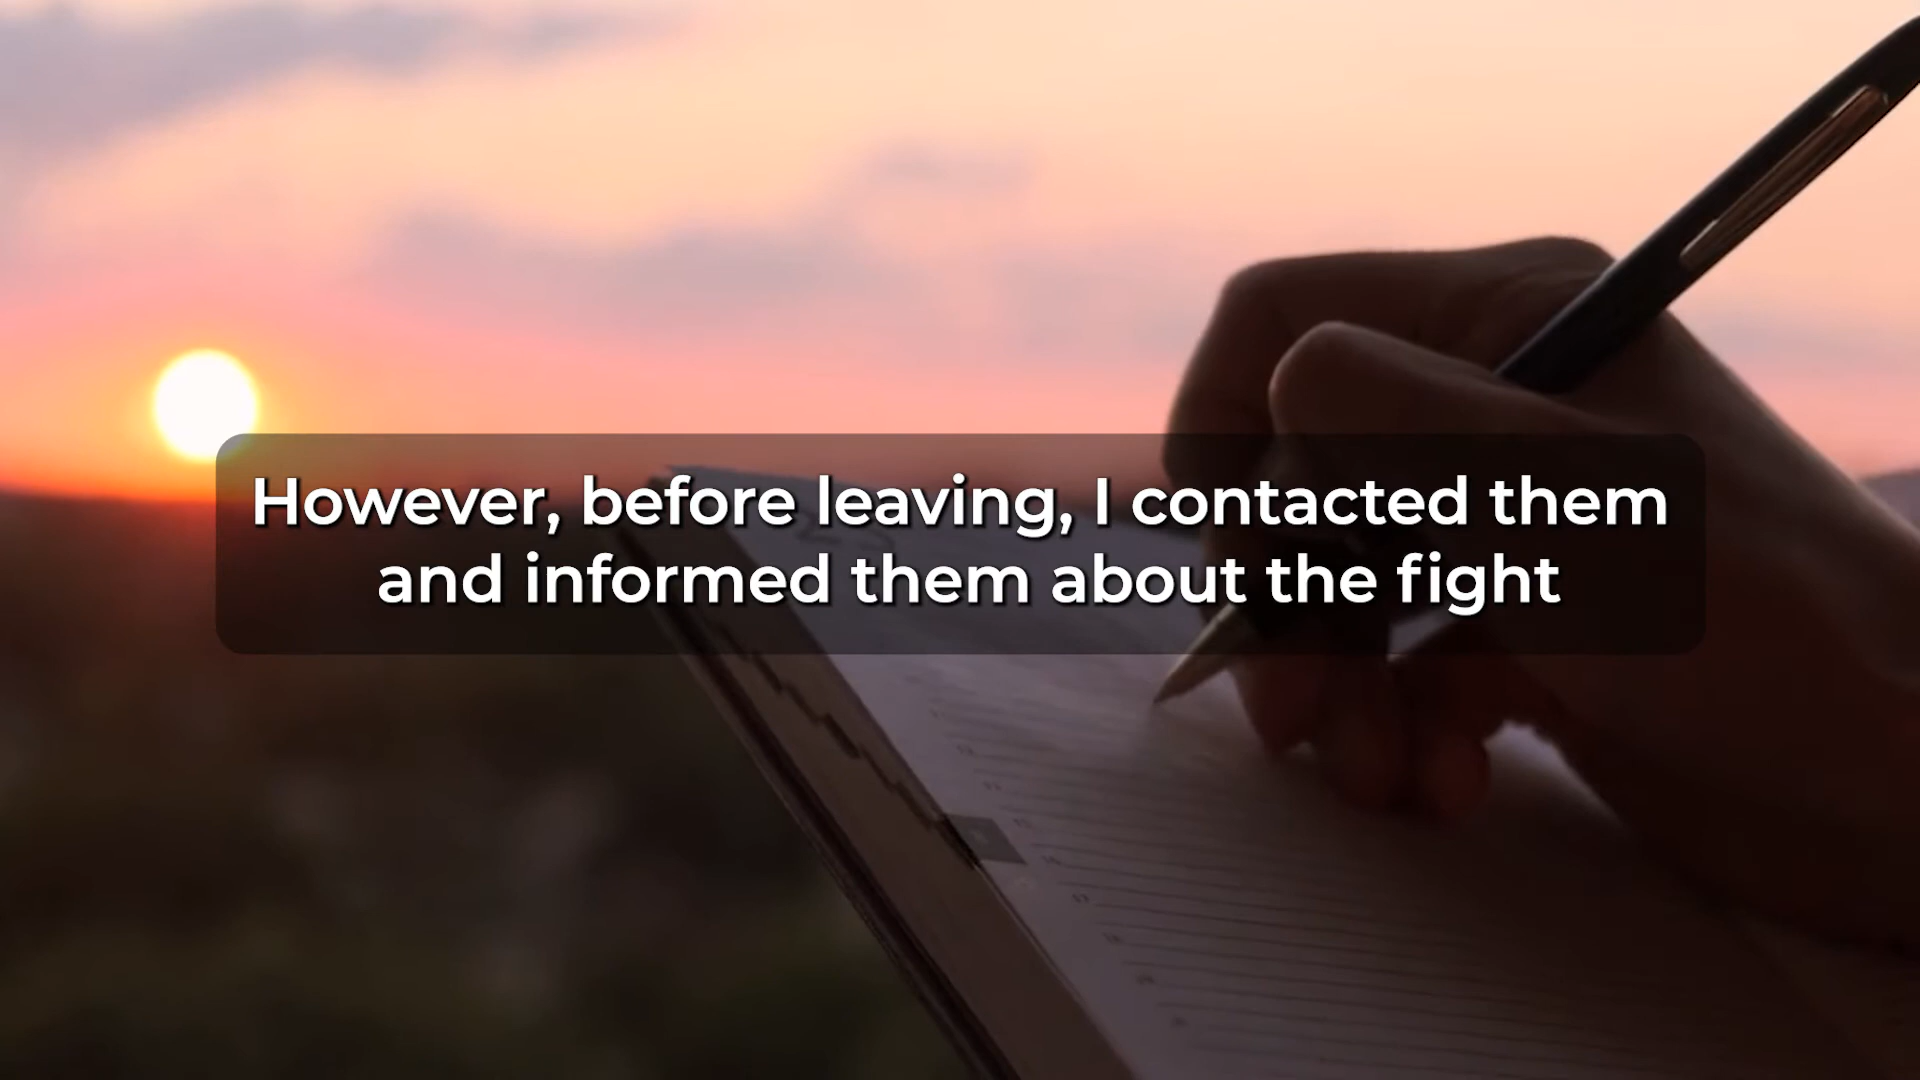 However, before leaving, I contacted them
and informed them about the fight